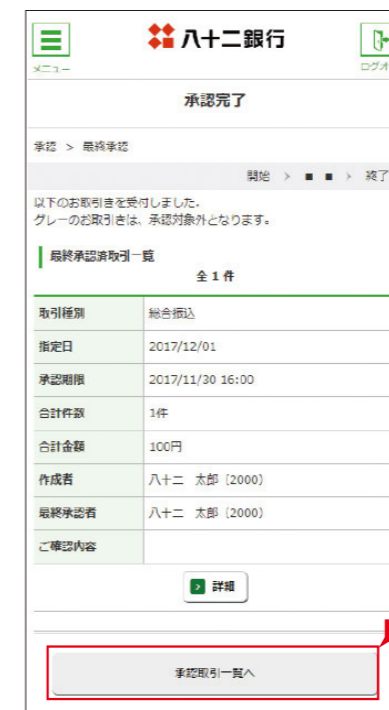 八十二銀行
メニュー
ログオ
承認完了
承認 > 最終承認
開始 > ■ ■ > 終了
以下のお取引きを受付しました。
グレーのお取引きは、承認対象外となります。
最終承認済取引一覧
全1件
取引種別 総合振込
指定日 2017/12/01
承認期限 2017/11/30 16:00
合計件数 1件
合計金額 100円
作成者 八十二 太郎 (2000)
最終承認者 八十二 太郎 (2000)
ご確認内容
詳細
承認取引一覧へ